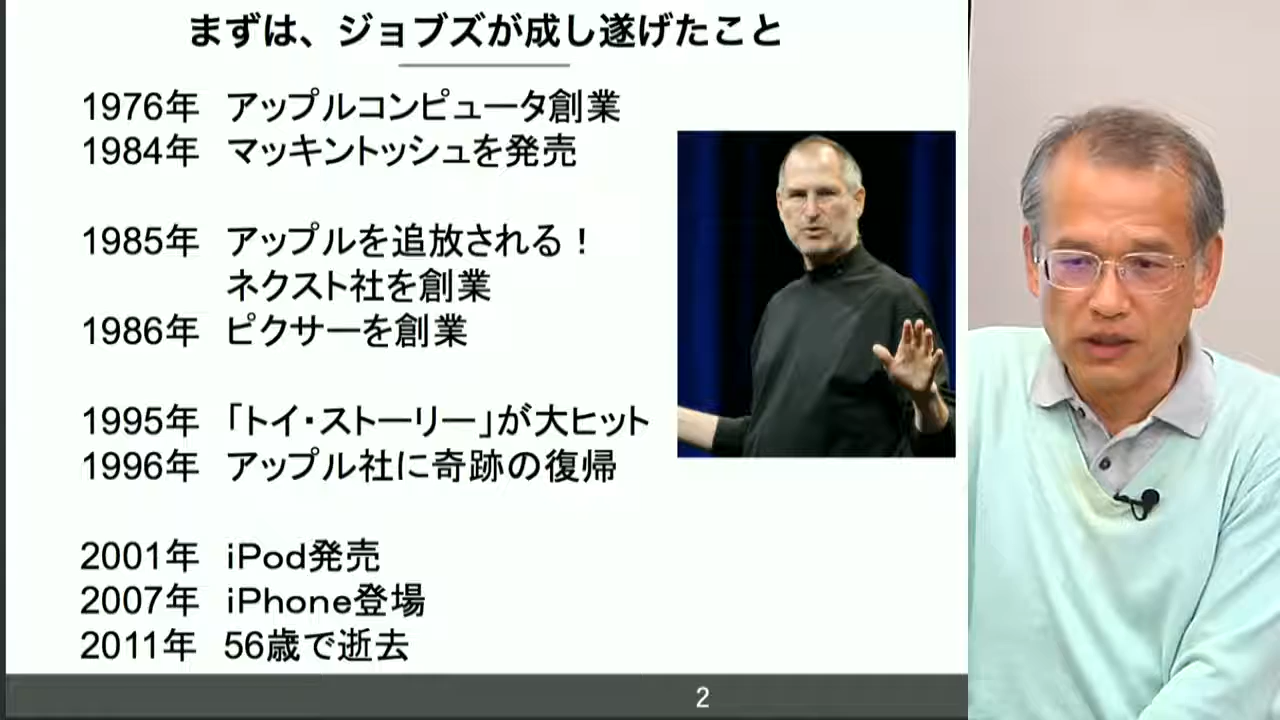 まずは、ジョブズが成し遂げたこと
1976年 アップルコンピュータ創業
1984年 マッキントッシュを発売
1985年 アップルを追放される！
ネクスト社を創業
1986年 ピクサーを創業
1995年 「トイ・ストーリー」が大ヒット
1996年 アップル社に奇跡の復帰
2001年 iPod発売
2007年 iPhone登場
2011年 56歳で逝去
2